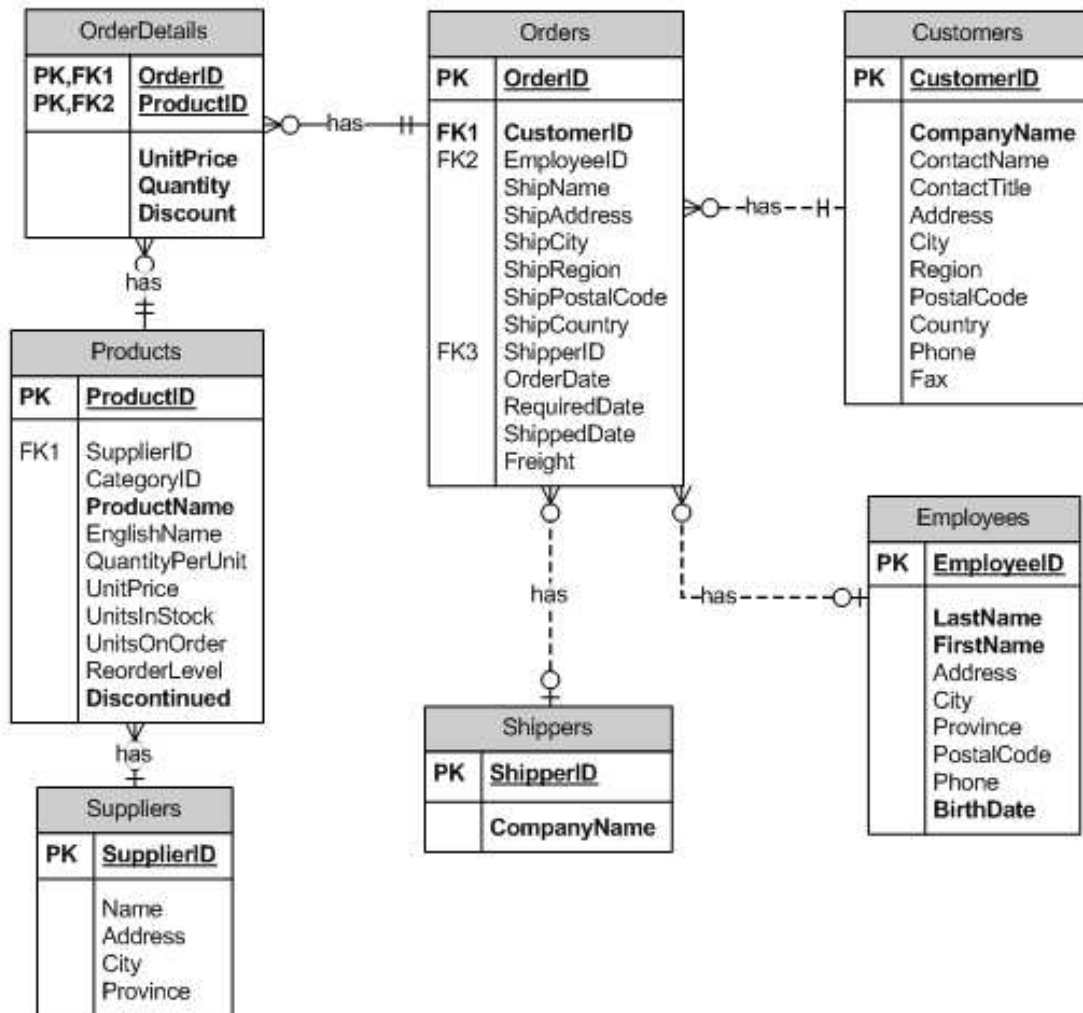 OrderDetails
PK,FK1 OrderID
PK,FK2 ProductID
UnitPrice
Quantity
Discount
has
Orders
PK OrderID
FK1 CustomerID
FK2 EmployeeID
ShipName
ShipAddress
ShipCity
ShipRegion
ShipPostalCode
ShipCountry
FK3 ShipperID
OrderDate
RequiredDate
ShippedDate
Freight
has
Customers
PK CustomerID
CompanyName
ContactName
ContactTitle
Address
City
Region
PostalCode
Country
Phone
Fax
has
Products
PK ProductID
FK1 SupplierID
CategoryID
ProductName
EnglishName
QuantityPerUnit
UnitPrice
UnitsInStock
UnitsOnOrder
ReorderLevel
Discontinued
has
has
Employees
PK EmployeeID
LastName
FirstName
Address
City
Province
PostalCode
Phone
BirthDate
Shippers
PK ShipperID
CompanyName
has
Suppliers
PK SupplierID
Name
Address
City
Province